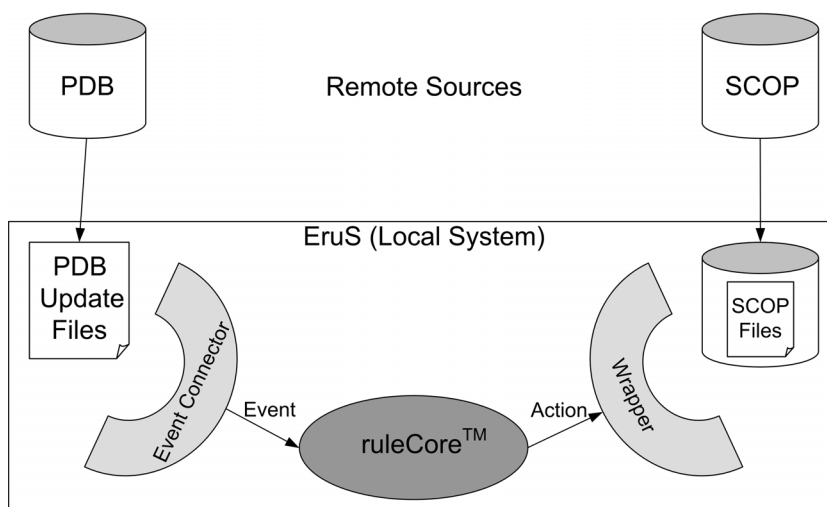 PDB
Remote Sources
SCOP
EruS (Local System)
PDB
Update
Files
SCOP
Files
Event Connector
Wrapper
Event
Action
ruleCore™